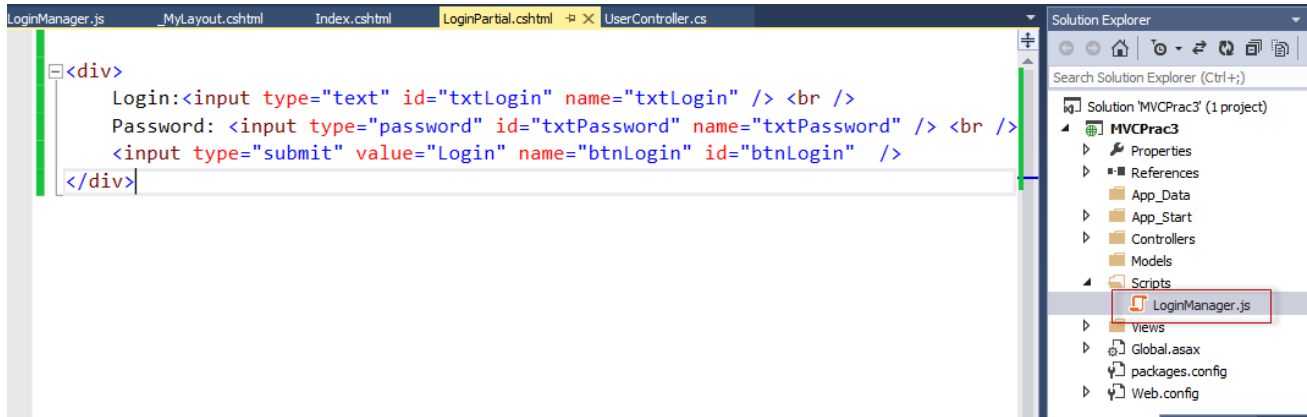 LoginManager.js _MyLayout.cshtml Index.cshtml LoginPartial.cshtml UserController.cs
<div>
Login:<input type="text" id="txtLogin" name="txtLogin" /> <br />
Password: <input type="password" id="txtPassword" name="txtPassword" /> <br />
<input type="submit" value="Login" name="btnLogin" id="btnLogin"  />
</div>
Solution Explorer
Search Solution Explorer (Ctrl+;)
Solution 'MVCPrac3' (1 project)
MVCPrac3
Properties
References
App_Data
App_Start
Controllers
Models
Scripts
LoginManager.js
Views
Global.asax
packages.config
Web.config